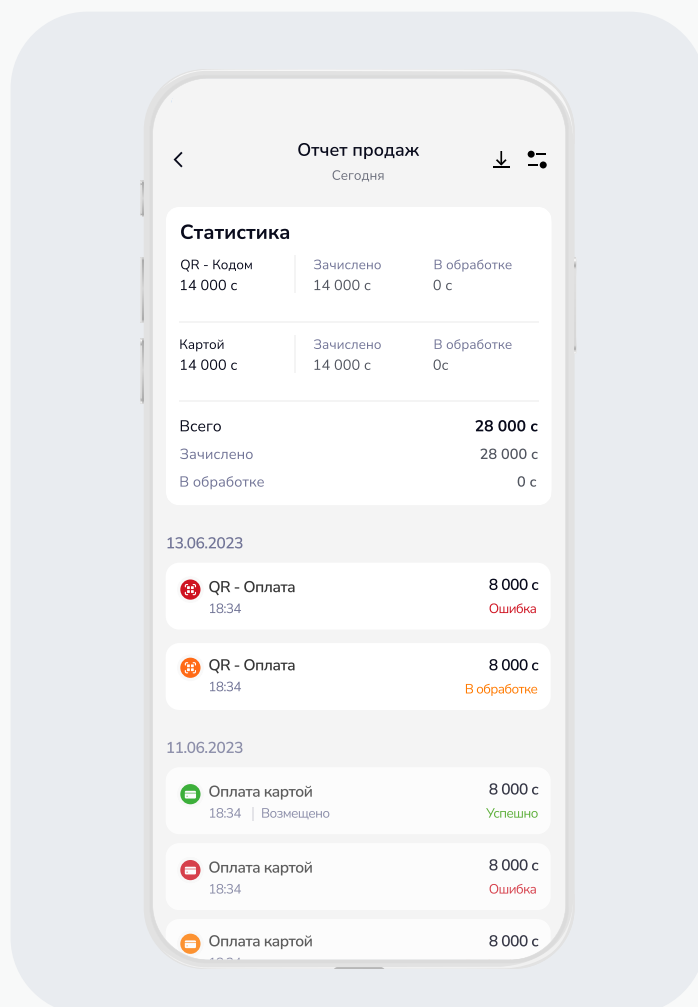 Отчет продаж
Сегодня
Статистика
QR - Кодом Зачислено В обработке
14 000 с 14 000 с 0 с
Картой Зачислено В обработке
14 000 с 14 000 с 0с
Всего 28 000 с
Зачислено 28 000 с
В обработке 0 с
13.06.2023
QR - Оплата 8 000 с
18:34 Ошибка
QR - Оплата 8 000 с
18:34 В обработке
11.06.2023
Оплата картой 8 000 с
18:34 | Возмещено Успешно
Оплата картой 8 000 с
18:34 Ошибка
Оплата картой 8 000 с